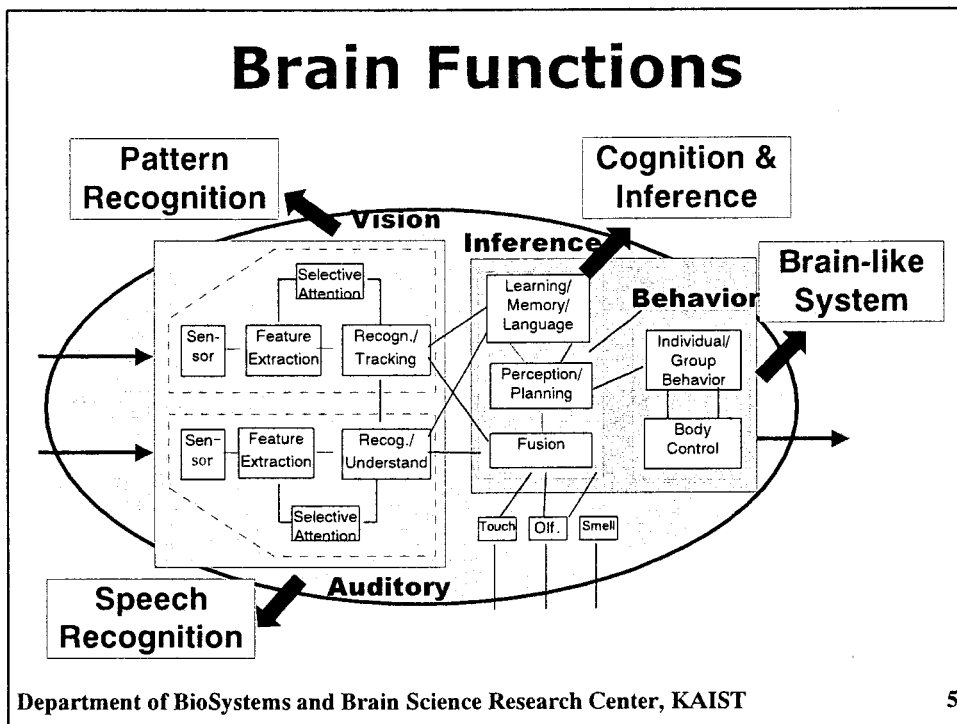 Brain Functions
Pattern
Recognition
Cognition &
Inference
Vision
Inference
Brain-like
System
Selective
Attention
Learning/
Memory/
Language
Behavior
Sen-
sor
Feature
Extraction
Recogn./
Tracking
Individual/
Group
Behavior
Perception/
Planning
Sen-
sor
Feature
Extraction
Recog./
Understand
Fusion
Body
Control
Selective
Attention
Touch
Olf.
Smell
Auditory
Speech
Recognition
Department of BioSystems and Brain Science Research Center, KAIST
5